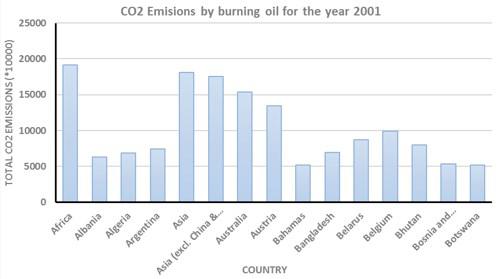 CO2 Emisions by burning oil for the year 2001
TOTAL CO2 EMISSIONS (*10000)
25000
20000
15000
10000
5000
0
Africa
Albania
Algeria
Argentina
Asia
Asia (excl. China &...
Australia
Austria
Bahamas
Bangladesh
Belarus
Belgium
Bhutan
Bosnia and...
Botswana
COUNTRY